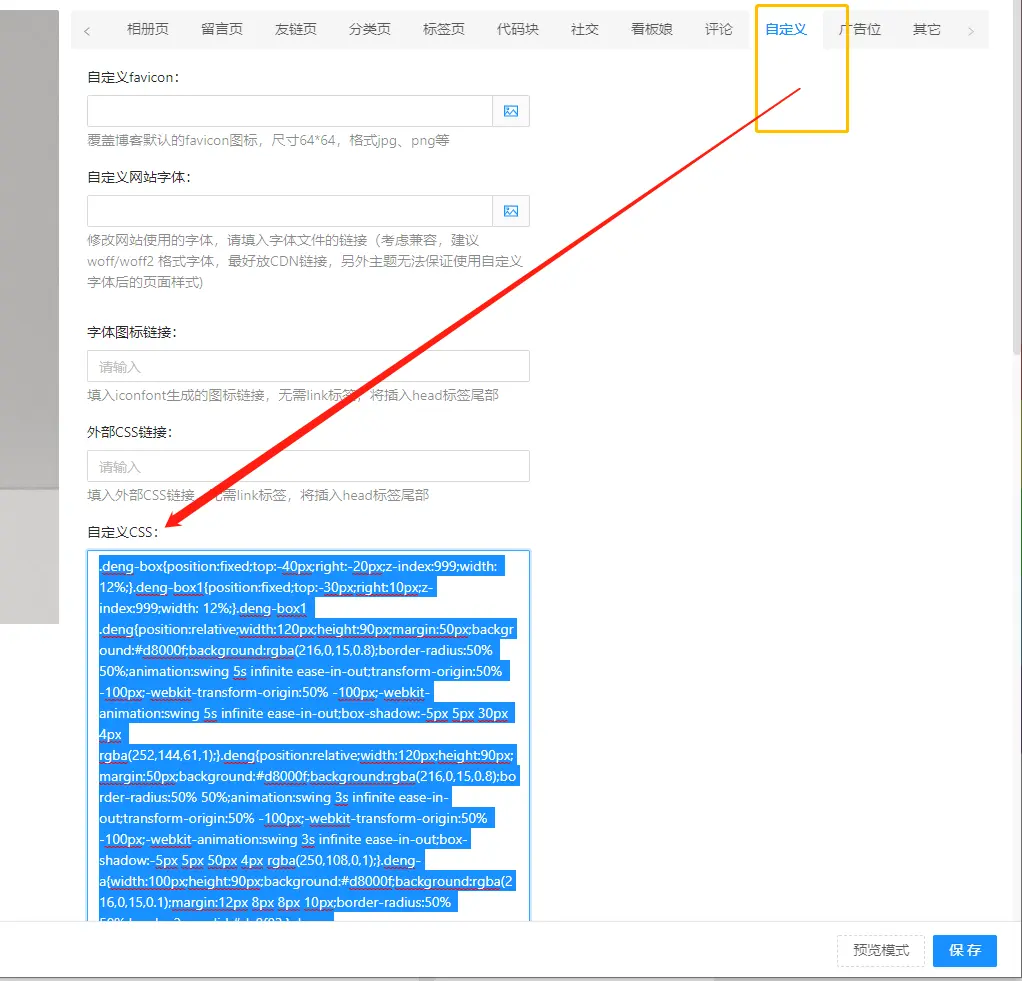 相册页 留言页 友链页 分类页 标签页 代码块 社交 看板娘 评论 自定义 广告位 其它
自定义favicon：
覆盖博客默认的favicon图标，尺寸64*64，格式jpg、png等
自定义网站字体：
修改网站使用的字体，请填入字体文件的链接（考虑兼容，建议
woff/woff2 格式字体，最好放CDN链接，另外主题无法保证使用自定义
字体后的页面样式)
字体图标链接：
请输入
填入iconfont生成的图标链接，无需link标签，将插入head标签尾部
外部CSS链接：
请输入
填入外部CSS链接，无需link标签，将插入head标签尾部
自定义CSS：
.deng-box{position:fixed;top:-40px;right:-20px;z-index:999;width:
12%;}.deng-box1{position:fixed;top:-30px;right:10px;z-
index:999;width: 12%;}.deng-box1
.deng{position:relative;width:120px;height:90px;margin:50px;backgr
ound:#d8000f;background:rgba(216,0,15,0.8);border-radius:50%
50%;animation:swing 5s infinite ease-in-out;transform-origin:50%
-100px;-webkit-transform-origin:50% -100px;-webkit-
animation:swing 5s infinite ease-in-out;box-shadow:-5px 5px 30px
4px
rgba(252,144,61,1);}.deng{position:relative;width:120px;height:90px;
margin:50px;background:#d8000f;background:rgba(216,0,15,0.8);bo
rder-radius:50% 50%;animation:swing 3s infinite ease-in-
out;transform-origin:50% -100px;-webkit-transform-origin:50%
-100px;-webkit-animation:swing 3s infinite ease-in-out;box-
shadow:-5px 5px 50px 4px rgba(250,108,0,1);}.deng-
a{width:100px;height:90px;background:#d8000f;background:rgba(2
16,0,15,0.1);margin:12px 8px 8px 10px;border-radius:50%
预览模式 保 存